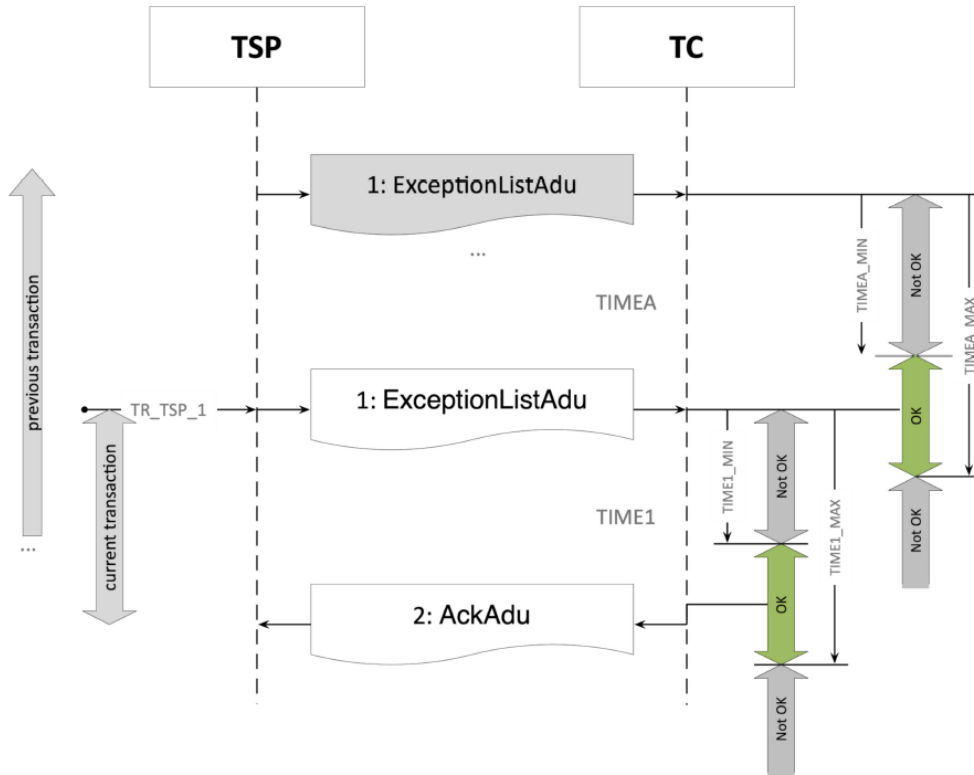 TSP
TC
1: ExceptionListAdu
...
TIMEA
TIMEA_MIN
Not OK
TIMEA_MAX
previous transaction
TR_TSP_1
1: ExceptionListAdu
OK
TIME1
TIME1_MIN
Not OK
TIME1_MAX
Not OK
...
current transaction
2: AckAdu
OK
Not OK